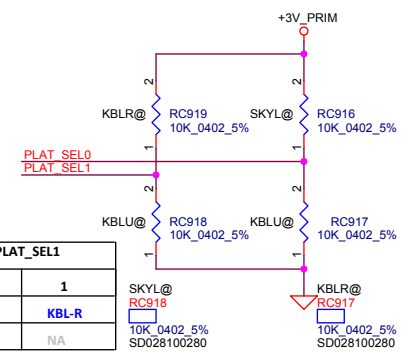 +3V_PRIM
2
2
KBLR@
RC919
10K_0402_5%
SKYL@
RC916
10K_0402_5%
1
1
PLAT_SEL0
PLAT_SEL1
2
2
KBLU@
RC918
10K_0402_5%
KBLU@
RC917
10K_0402_5%
1
1
PLAT_SEL1
1
KBL-R
NA
SKYL@
RC918
10K_0402_5%
SD028100280
KBLR@
RC917
10K_0402_5%
SD028100280